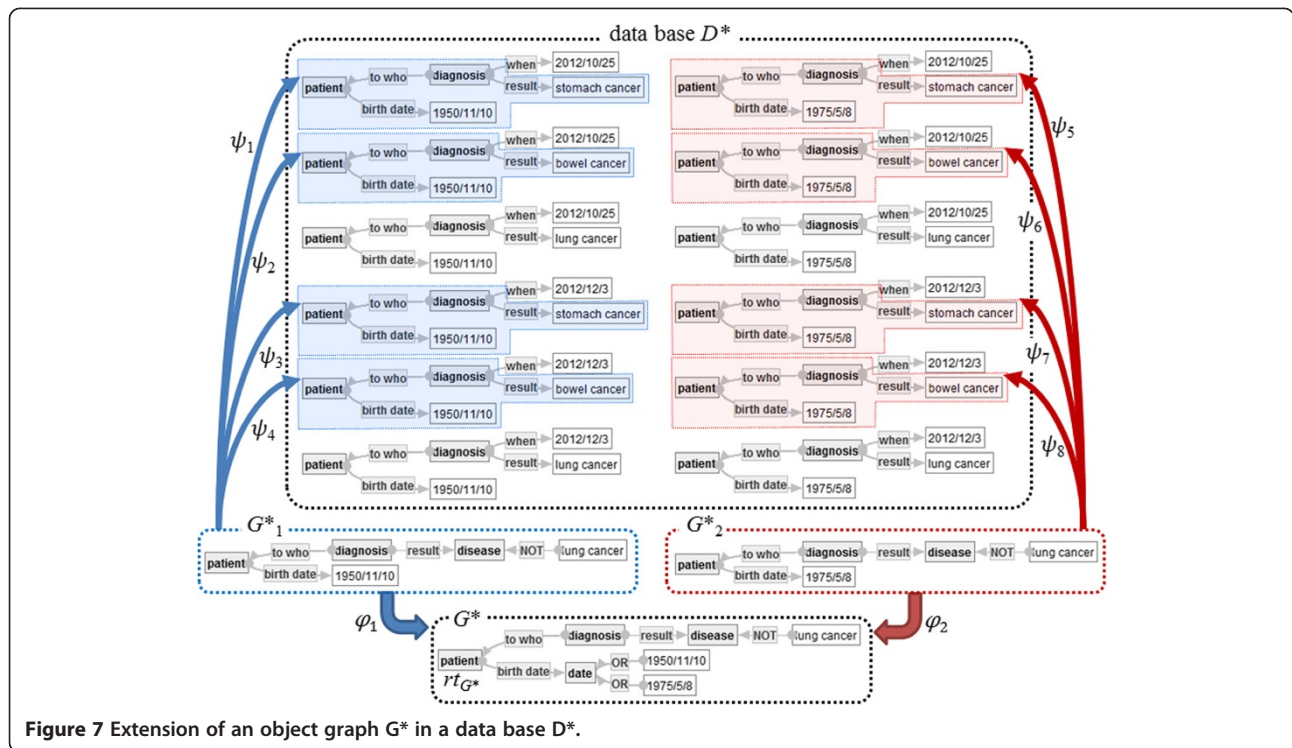 data base D*
when 2012/10/25
to who diagnosis
patient result stomach cancer
birth date 1950/11/10
when 2012/10/25
to who diagnosis
patient result bowel cancer
birth date 1950/11/10
when 2012/10/25
to who diagnosis
patient result lung cancer
birth date 1950/11/10
when 2012/12/3
to who diagnosis
patient result stomach cancer
birth date 1950/11/10
when 2012/12/3
to who diagnosis
patient result bowel cancer
birth date 1950/11/10
when 2012/12/3
to who diagnosis
patient result lung cancer
birth date 1950/11/10
when 2012/10/25
to who diagnosis
patient result stomach cancer
birth date 1975/5/8
when 2012/10/25
to who diagnosis
patient result bowel cancer
birth date 1975/5/8
when 2012/10/25
to who diagnosis
patient result lung cancer
birth date 1975/5/8
when 2012/12/3
to who diagnosis
patient result stomach cancer
birth date 1975/5/8
when 2012/12/3
to who diagnosis
patient result bowel cancer
birth date 1975/5/8
when 2012/12/3
to who diagnosis
patient result lung cancer
birth date 1975/5/8
ψ1
ψ2
ψ3
ψ4
ψ5
ψ6
ψ7
ψ8
G*1
to who diagnosis result disease NOT lung cancer
patient
birth date 1950/11/10
G*2
to who diagnosis result disease NOT lung cancer
patient
birth date 1975/5/8
φ1
φ2
G*
to who diagnosis result disease NOT lung cancer
patient
birth date date OR 1950/11/10
OR 1975/5/8
rtG*
Figure 7 Extension of an object graph G* in a data base D*.